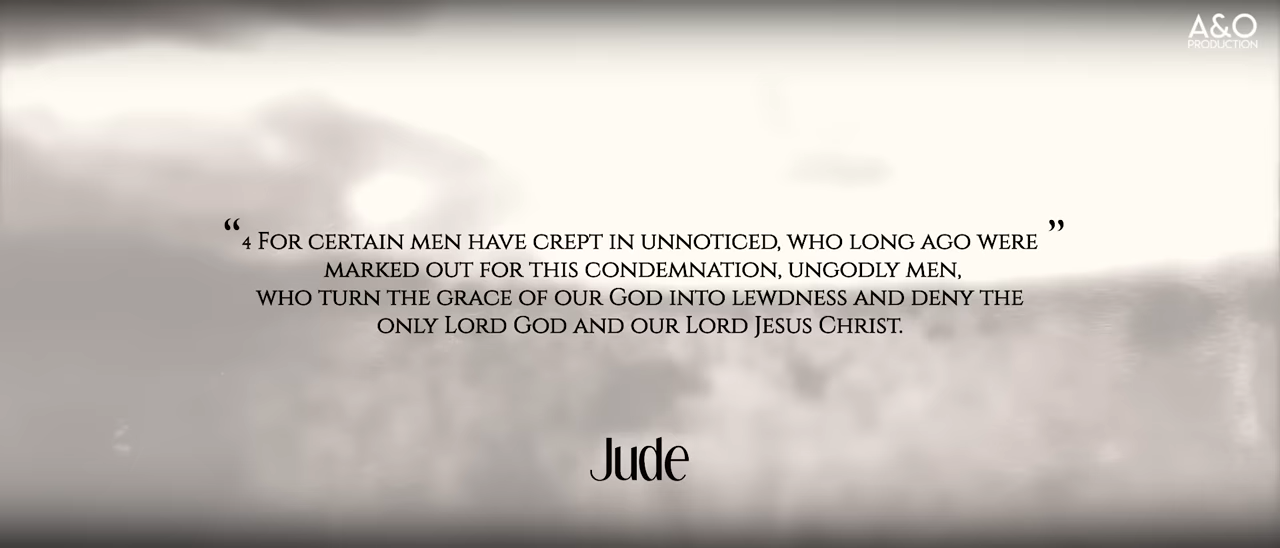 A&O
PRODUCTION
“4 For certain men have crept in unnoticed, who long ago were ”
marked out for this condemnation, ungodly men,
who turn the grace of our God into lewdness and deny the
only Lord God and our Lord Jesus Christ.
Jude